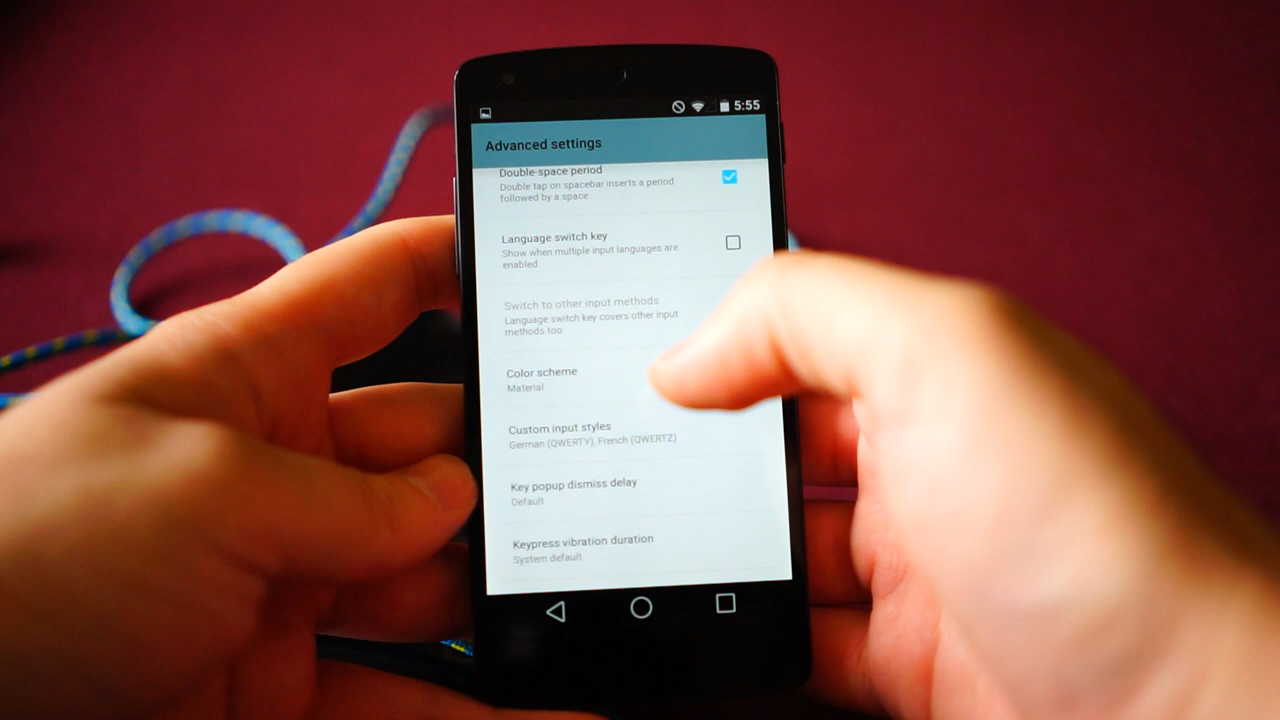 5:55
Advanced settings
Double-space period
Double tap on spacebar inserts a period
followed by a space
Language switch key
Show when multiple input languages are
enabled
Switch to other input methods
Language switch key covers other input
methods too
Color scheme
Material
Custom input styles
German (QWERTY), French (QWERTZ)
Key popup dismiss delay
Default
Keypress vibration duration
System default